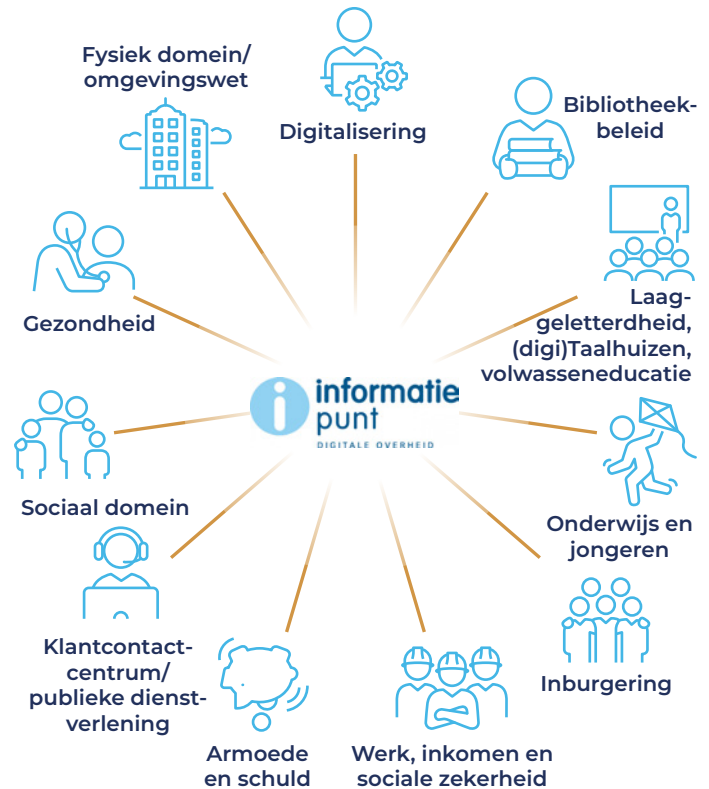 Fysiek domein/
omgevingswet
Digitalisering
Bibliotheek-
beleid
Laag-
geletterdheid,
(digi)Taalhuizen,
volwasseneducatie
Gezondheid
informatie
punt
DIGITALE OVERHEID
Sociaal domein
Onderwijs en
jongeren
Klantcontact-
centrum/
publieke dienst-
verlening
Inburgering
Armoede
en schuld
Werk, inkomen en
sociale zekerheid